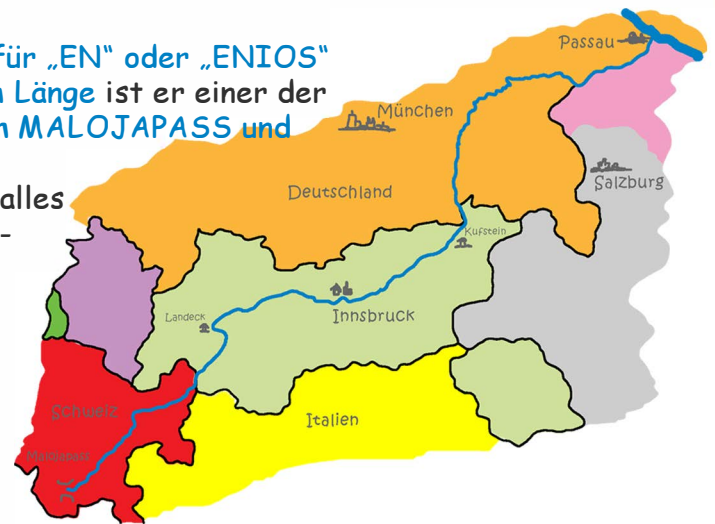 für „EN“ oder „ENIOS“
Länge ist er einer der
MALOJAPASS und
alles
Passau
München
Deutschland
Salzburg
Kufstein
Landeck
Innsbruck
Schweiz
Italien